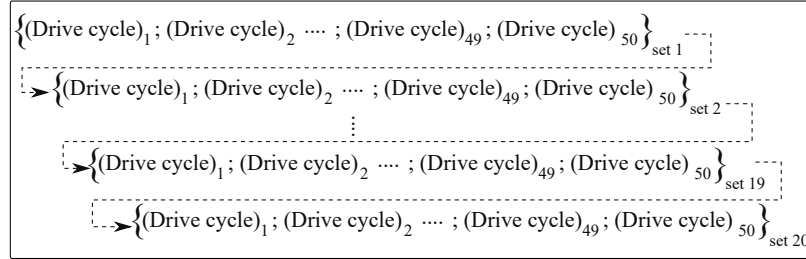 {(Drive cycle)₁ ; (Drive cycle)₂ ···· ; (Drive cycle)₄₉ ; (Drive cycle) ₅₀} set 1
{(Drive cycle)₁ ; (Drive cycle)₂ ···· ; (Drive cycle)₄₉ ; (Drive cycle) ₅₀} set 2
⋮
{(Drive cycle)₁ ; (Drive cycle)₂ ···· ; (Drive cycle)₄₉ ; (Drive cycle) ₅₀} set 19
{(Drive cycle)₁ ; (Drive cycle)₂ ···· ; (Drive cycle)₄₉ ; (Drive cycle) ₅₀} set 20